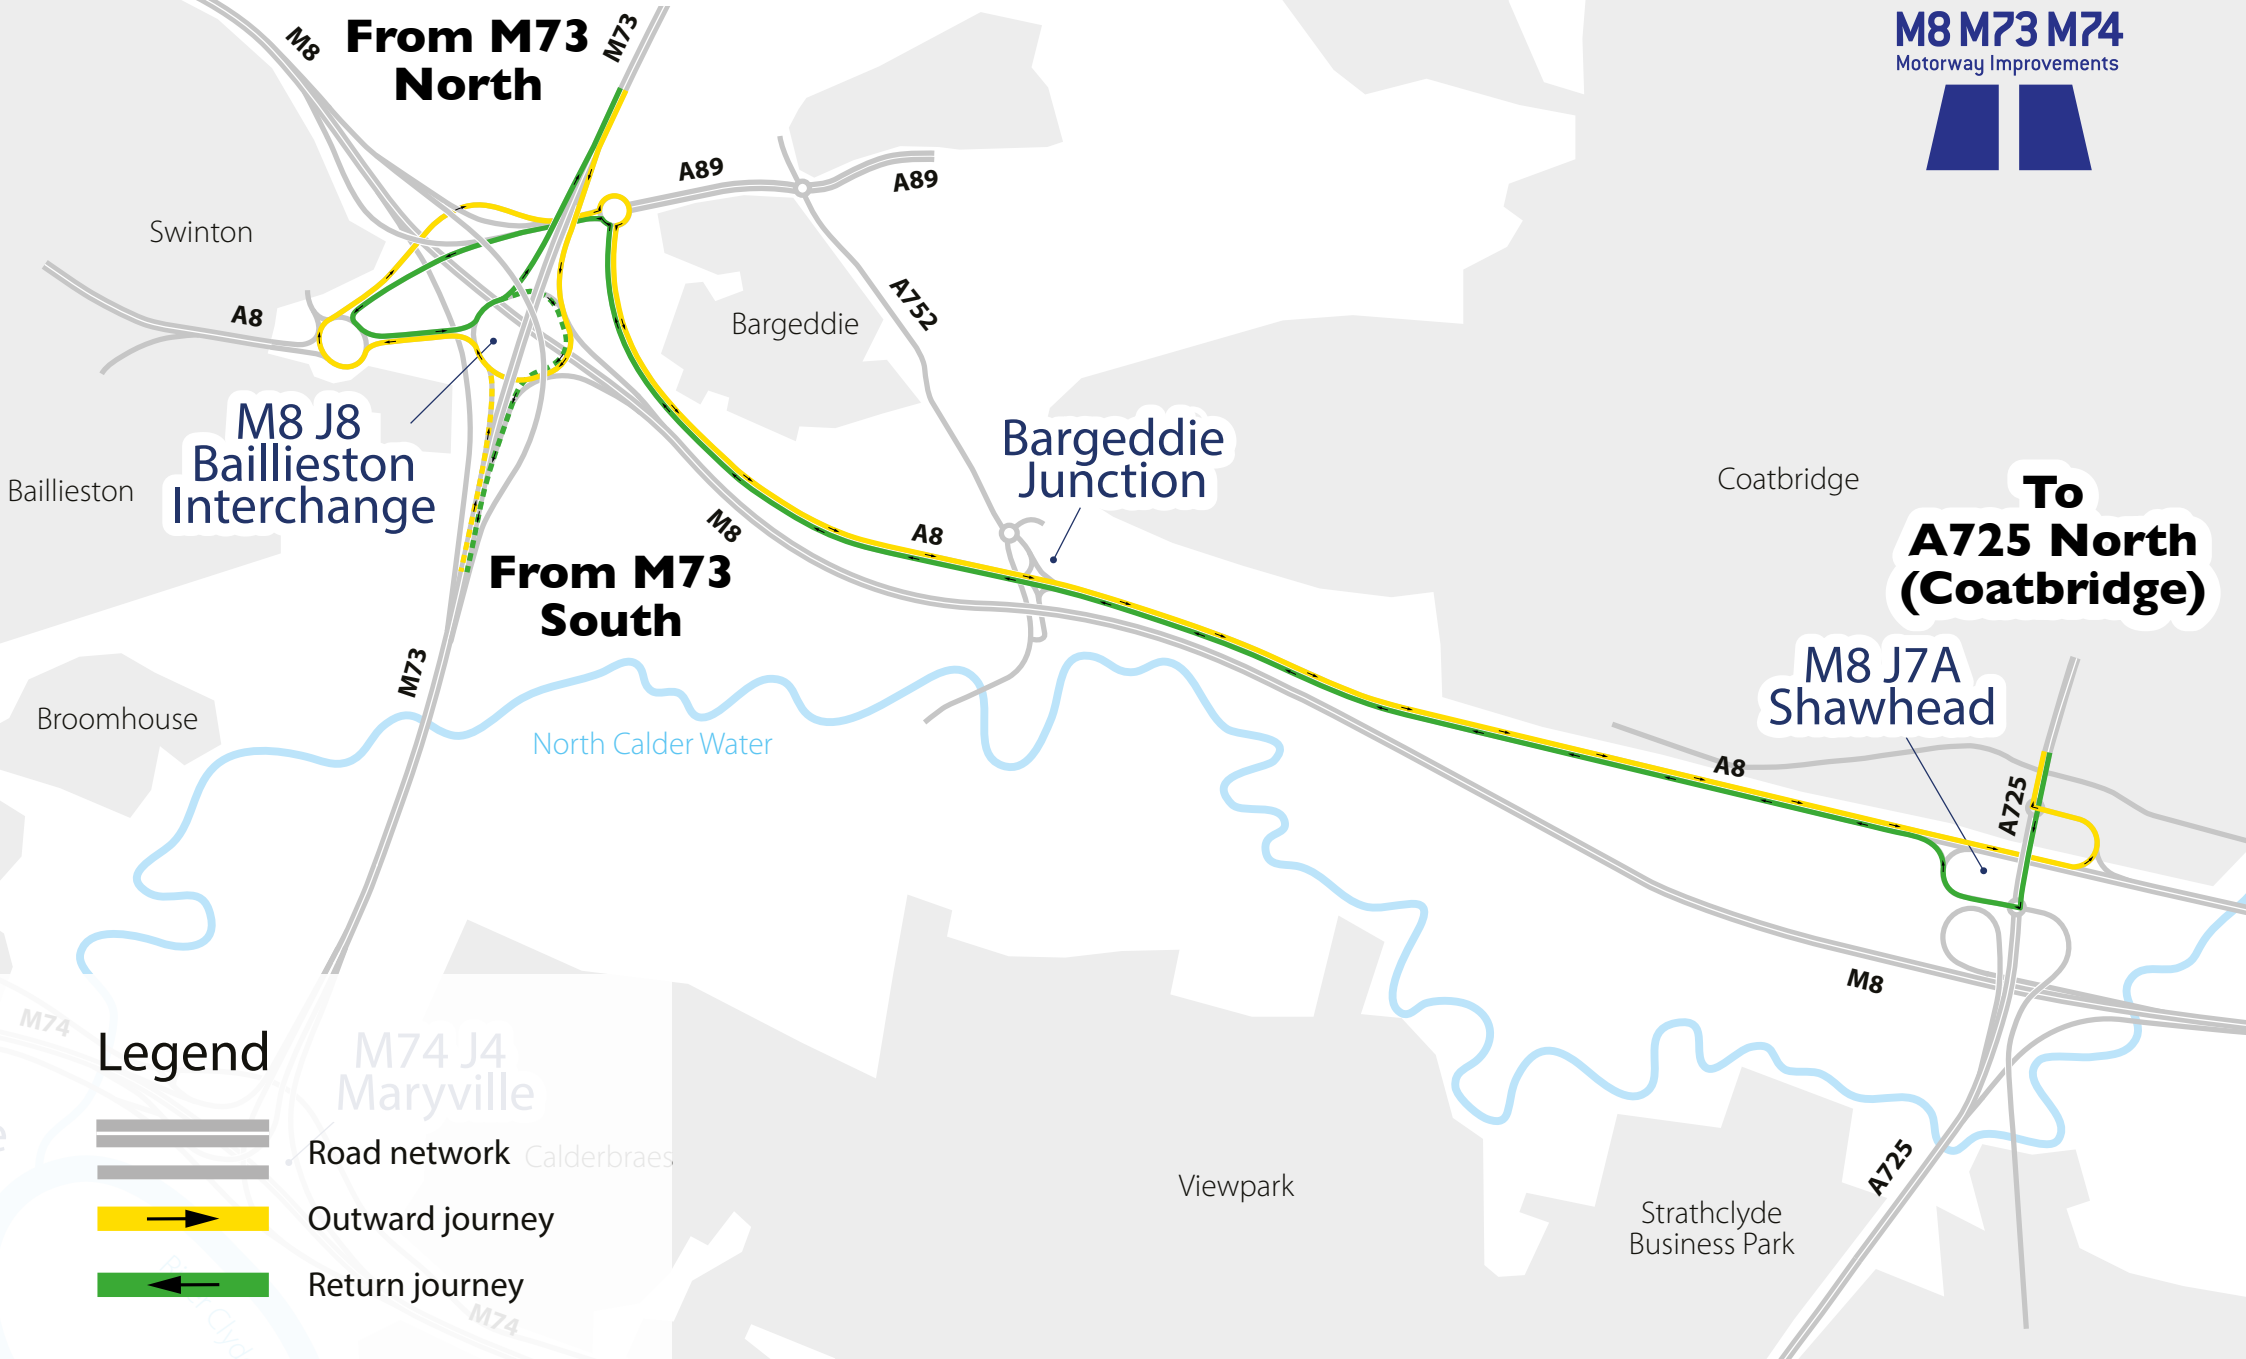 M8
From M73
North
M73
M8 M73 M74
Motorway Improvements
A89
A89
Swinton
A8
A752
Bargeddie
M8 J8
Baillieston
Interchange
Bargeddie
Junction
Baillieston
Coatbridge
To
A725 North
(Coatbridge)
M8
A8
From M73
South
M73
M8 J7A
Shawhead
Broomhouse
North Calder Water
A8
A725
M8
M74
Legend
M74 J4
Maryville
Road network
Calderbraes
Outward journey
Return journey
M74
Viewpark
A725
Strathclyde
Business Park